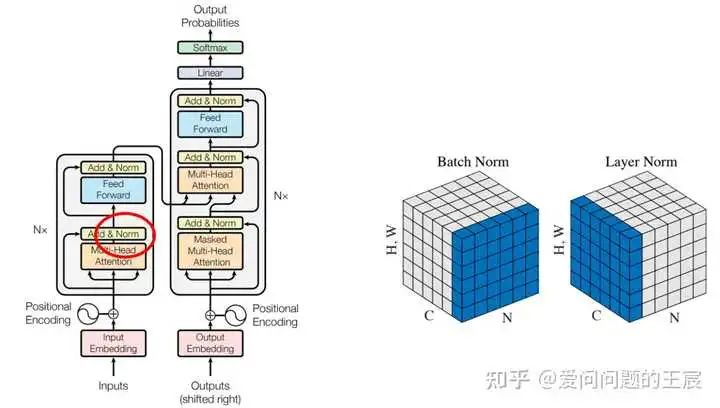 Output
Probabilities
Softmax
Linear
Add & Norm
Feed
Forward
Add & Norm
Multi-Head
Attention
Add & Norm
Masked
Multi-Head
Attention
N×
Add & Norm
Feed
Forward
N×
Add & Norm
Multi-Head
Attention
Positional
Encoding
Positional
Encoding
Input
Embedding
Output
Embedding
Inputs
Outputs
(shifted right)
Batch Norm
H, W
C
N
Layer Norm
H, W
C
N
知乎 @爱问问题的王宸